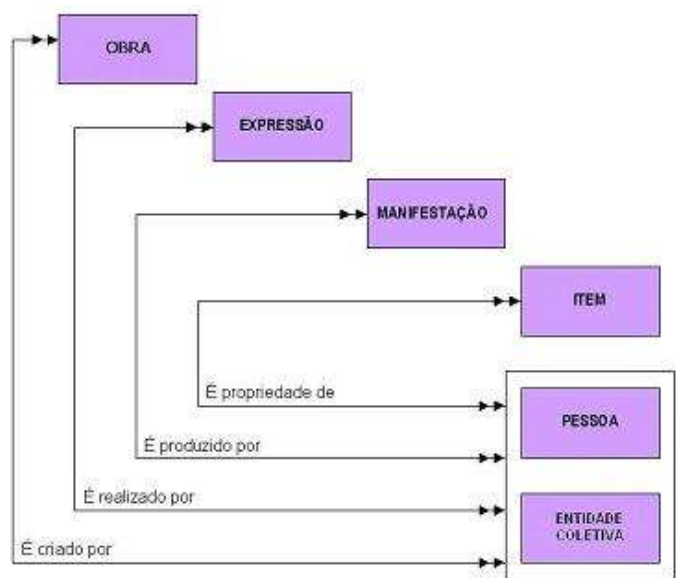 OBRA
EXPRESSÃO
MANIFESTAÇÃO
ITEM
É propriedade de
PESSOA
É produzido por
É realizado por
ENTIDADE
COLETIVA
É criado por